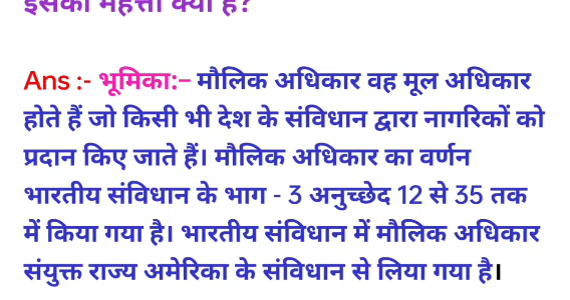 इसकी महत्ता क्या है?
Ans :- भूमिका:– मौलिक अधिकार वह मूल अधिकार
होते हैं जो किसी भी देश के संविधान द्वारा नागरिकों को
प्रदान किए जाते हैं। मौलिक अधिकार का वर्णन
भारतीय संविधान के भाग - 3 अनुच्छेद 12 से 35 तक
में किया गया है। भारतीय संविधान में मौलिक अधिकार
संयुक्त राज्य अमेरिका के संविधान से लिया गया है।